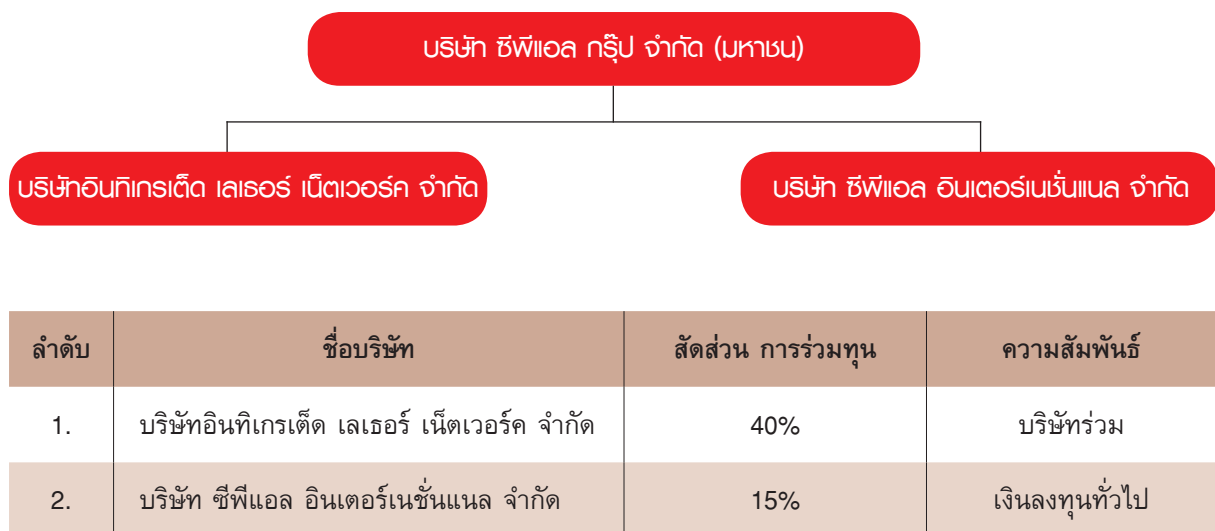 บริษัท ซีพีแอล กรุ๊ป จำกัด (มหาชน)
บริษัทอินทิเกรเต็ด เลเธอร์ เน็ตเวอร์ค จำกัด
บริษัท ซีพีแอล อินเตอร์เนชั่นแนล จำกัด
ลำดับ ชื่อบริษัท สัดส่วน การร่วมทุน ความสัมพันธ์
1. บริษัทอินทิเกรเต็ด เลเธอร์ เน็ตเวอร์ค จำกัด 40% บริษัทร่วม
2. บริษัท ซีพีแอล อินเตอร์เนชั่นแนล จำกัด 15% เงินลงทุนทั่วไป